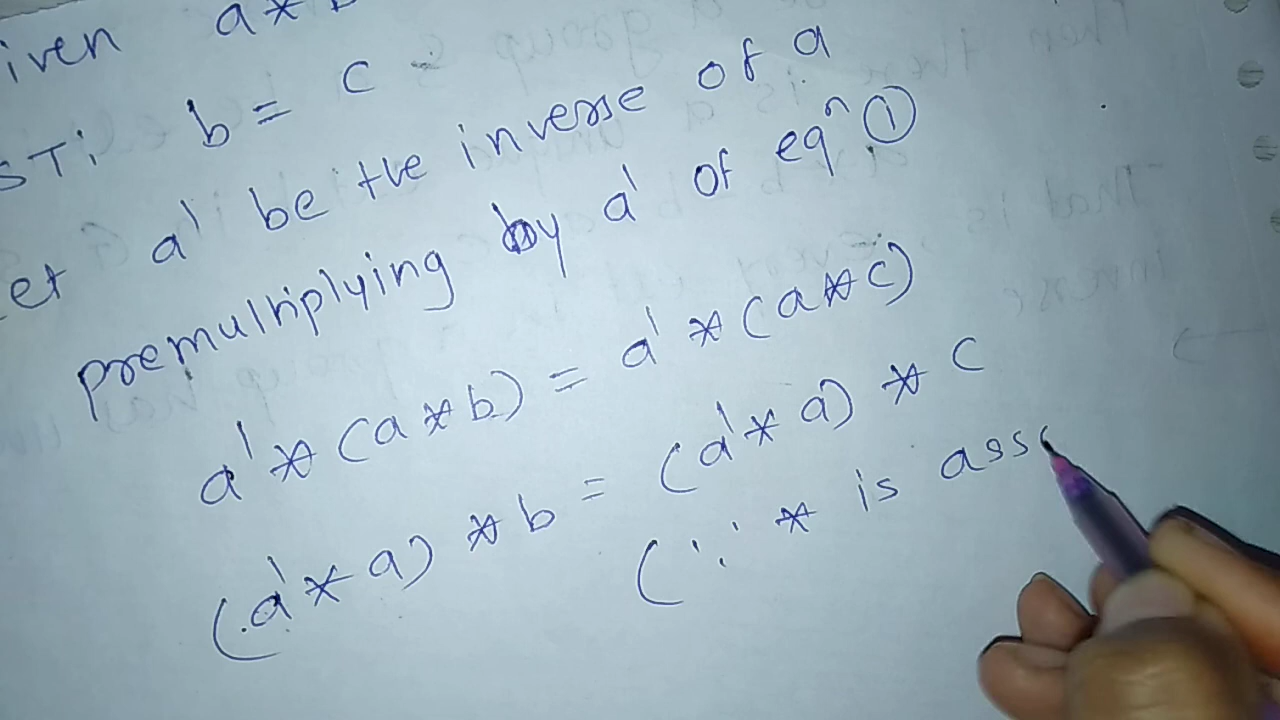 iven a *
ST: b = c
et a' be the inverse of a
premultiplying by a' of eqⁿ ①
a' * (a * b) = a' * (a * c)
(a' * a) * b = (a' * a) * c
(∵ * is ass